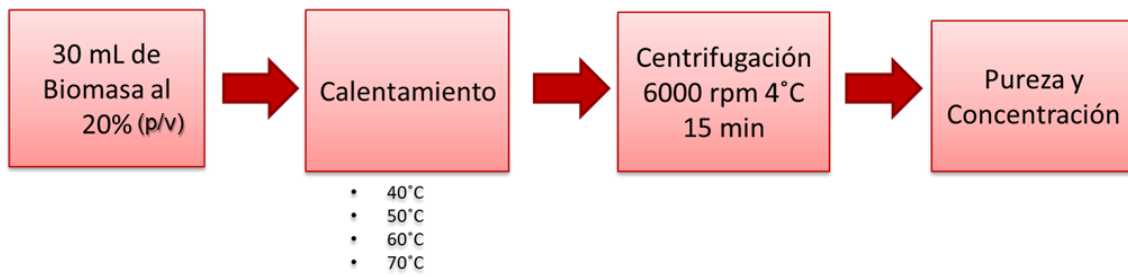 30 mL de
Biomasa al
20% (p/v)
Calentamiento
• 40˚C
• 50˚C
• 60˚C
• 70˚C
Centrifugación
6000 rpm 4˚C
15 min
Pureza y
Concentración